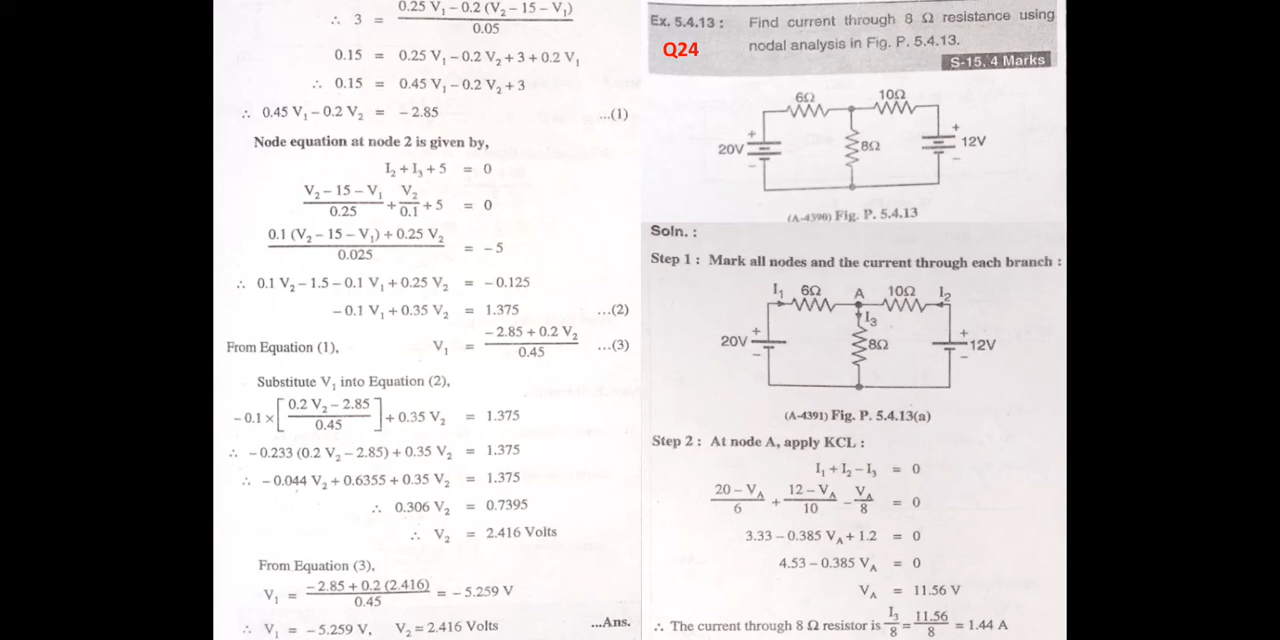 ∴ 3 = 0.25 V₁ – 0.2 (V₂ – 15 – V₁) / 0.05
0.15 = 0.25 V₁ – 0.2 V₂ + 3 + 0.2 V₁
∴ 0.15 = 0.45 V₁ – 0.2 V₂ + 3
∴ 0.45 V₁ – 0.2 V₂ = – 2.85 ...(1)
Node equation at node 2 is given by,
I₂ + I₃ + 5 = 0
V₂ – 15 – V₁ / 0.25 + V₂ / 0.1 + 5 = 0
0.1 (V₂ – 15 – V₁) + 0.25 V₂ / 0.025 = – 5
∴ 0.1 V₂ – 1.5 – 0.1 V₁ + 0.25 V₂ = – 0.125
– 0.1 V₁ + 0.35 V₂ = 1.375 ...(2)
From Equation (1), V₁ = – 2.85 + 0.2 V₂ / 0.45 ...(3)
Substitute V₁ into Equation (2),
– 0.1 × [ 0.2 V₂ – 2.85 / 0.45 ] + 0.35 V₂ = 1.375
∴ – 0.233 (0.2 V₂ – 2.85) + 0.35 V₂ = 1.375
∴ – 0.044 V₂ + 0.6355 + 0.35 V₂ = 1.375
∴ 0.306 V₂ = 0.7395
∴ V₂ = 2.416 Volts
From Equation (3),
V₁ = – 2.85 + 0.2 (2.416) / 0.45 = – 5.259 V
∴ V₁ = – 5.259 V, V₂ = 2.416 Volts ...Ans.
Ex. 5.4.13 : Find current through 8 Ω resistance using
Q24 nodal analysis in Fig. P. 5.4.13.
S-15, 4 Marks
6Ω 10Ω
+ +
20V 8Ω 12V
– –
(A-4390) Fig. P. 5.4.13
Soln. :
Step 1 : Mark all nodes and the current through each branch :
I₁ 6Ω A 10Ω I₂
I₃
+ +
20V 8Ω 12V
– –
(A-4391) Fig. P. 5.4.13(a)
Step 2 : At node A, apply KCL :
I₁ + I₂ – I₃ = 0
20 – V_A / 6 + 12 – V_A / 10 – V_A / 8 = 0
3.33 – 0.385 V_A + 1.2 = 0
4.53 – 0.385 V_A = 0
V_A = 11.56 V
∴ The current through 8 Ω resistor is I₃ / 8 = 11.56 / 8 = 1.44 A